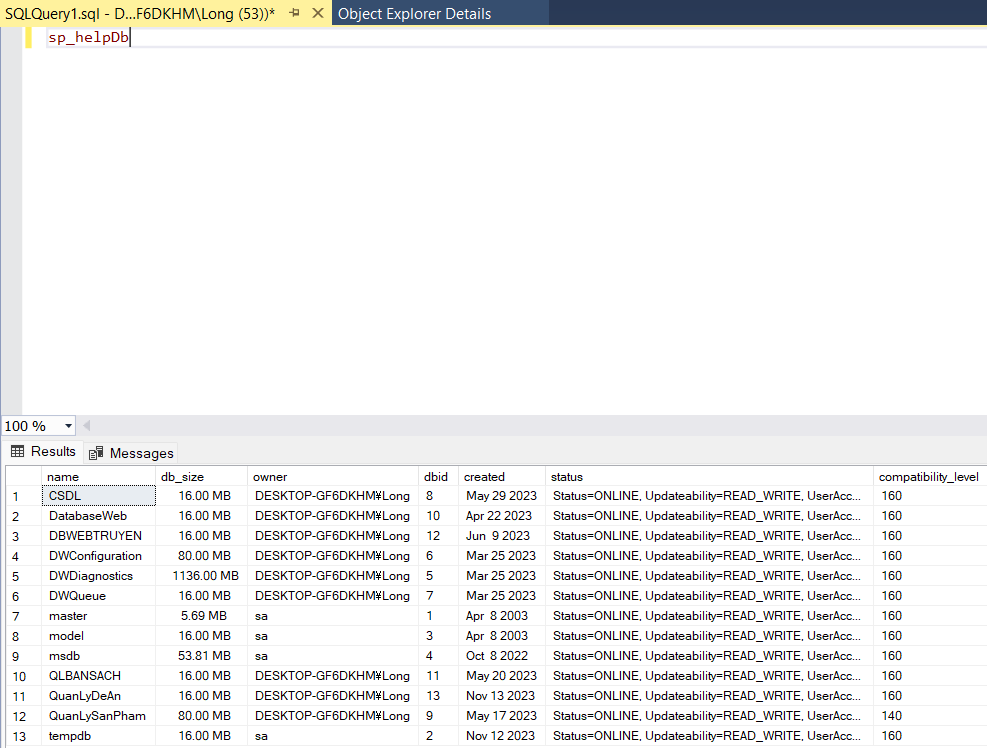 SQLQuery1.sql - D...F6DKHM\Long (53))* Object Explorer Details
sp_helpDb
100 %
Results Messages
name db_size owner dbid created status compatibility_level
1 CSDL 16.00 MB DESKTOP-GF6DKHM¥Long 8 May 29 2023 Status=ONLINE, Updateability=READ_WRITE, UserAcc... 160
2 DatabaseWeb 16.00 MB DESKTOP-GF6DKHM¥Long 10 Apr 22 2023 Status=ONLINE, Updateability=READ_WRITE, UserAcc... 160
3 DBWEBTRUYEN 16.00 MB DESKTOP-GF6DKHM¥Long 12 Jun 9 2023 Status=ONLINE, Updateability=READ_WRITE, UserAcc... 160
4 DWConfiguration 80.00 MB DESKTOP-GF6DKHM¥Long 6 Mar 25 2023 Status=ONLINE, Updateability=READ_WRITE, UserAcc... 160
5 DWDiagnostics 1136.00 MB DESKTOP-GF6DKHM¥Long 5 Mar 25 2023 Status=ONLINE, Updateability=READ_WRITE, UserAcc... 160
6 DWQueue 16.00 MB DESKTOP-GF6DKHM¥Long 7 Mar 25 2023 Status=ONLINE, Updateability=READ_WRITE, UserAcc... 160
7 master 5.69 MB sa 1 Apr 8 2003 Status=ONLINE, Updateability=READ_WRITE, UserAcc... 160
8 model 16.00 MB sa 3 Apr 8 2003 Status=ONLINE, Updateability=READ_WRITE, UserAcc... 160
9 msdb 53.81 MB sa 4 Oct 8 2022 Status=ONLINE, Updateability=READ_WRITE, UserAcc... 160
10 QLBANSACH 16.00 MB DESKTOP-GF6DKHM¥Long 11 May 20 2023 Status=ONLINE, Updateability=READ_WRITE, UserAcc... 160
11 QuanLyDeAn 16.00 MB DESKTOP-GF6DKHM¥Long 13 Nov 13 2023 Status=ONLINE, Updateability=READ_WRITE, UserAcc... 160
12 QuanLySanPham 80.00 MB DESKTOP-GF6DKHM¥Long 9 May 17 2023 Status=ONLINE, Updateability=READ_WRITE, UserAcc... 140
13 tempdb 16.00 MB sa 2 Nov 12 2023 Status=ONLINE, Updateability=READ_WRITE, UserAcc... 160